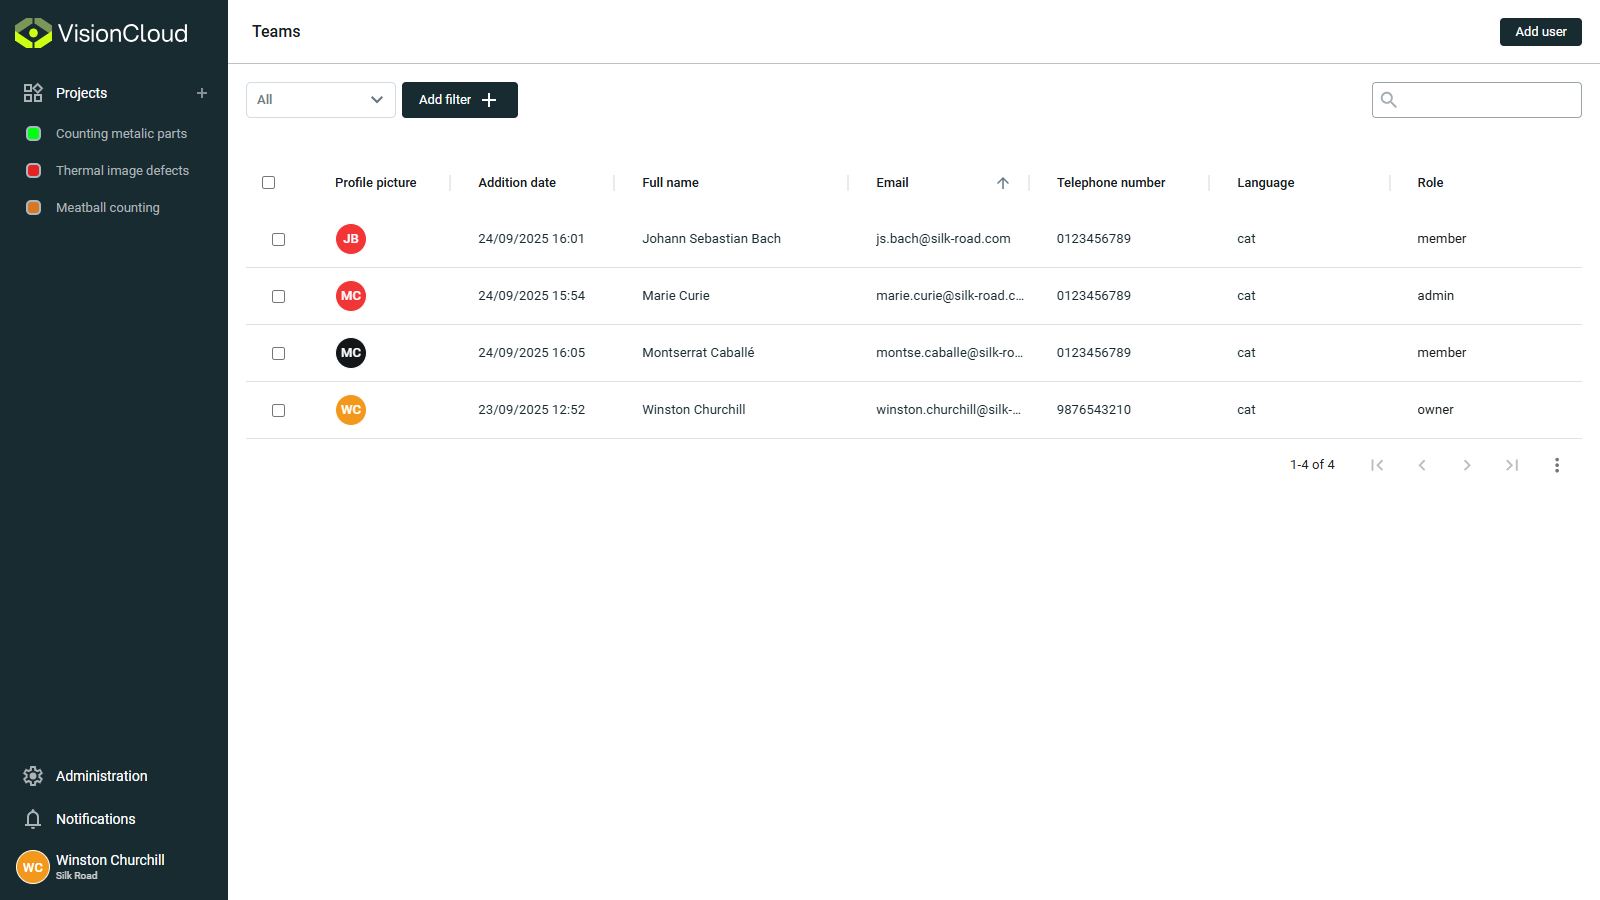 VisionCloud
Teams
Add user
Projects
Counting metalic parts
Thermal image defects
Meatball counting
All
Add filter
Profile picture Addition date Full name Email Telephone number Language Role
JB 24/09/2025 16:01 Johann Sebastian Bach js.bach@silk-road.com 0123456789 cat member
MC 24/09/2025 15:54 Marie Curie marie.curie@silk-road.c... 0123456789 cat admin
MC 24/09/2025 16:05 Montserrat Caballé montse.caballe@silk-ro... 0123456789 cat member
WC 23/09/2025 12:52 Winston Churchill winston.churchill@silk-... 9876543210 cat owner
1-4 of 4
Administration
Notifications
WC Winston Churchill
Silk Road